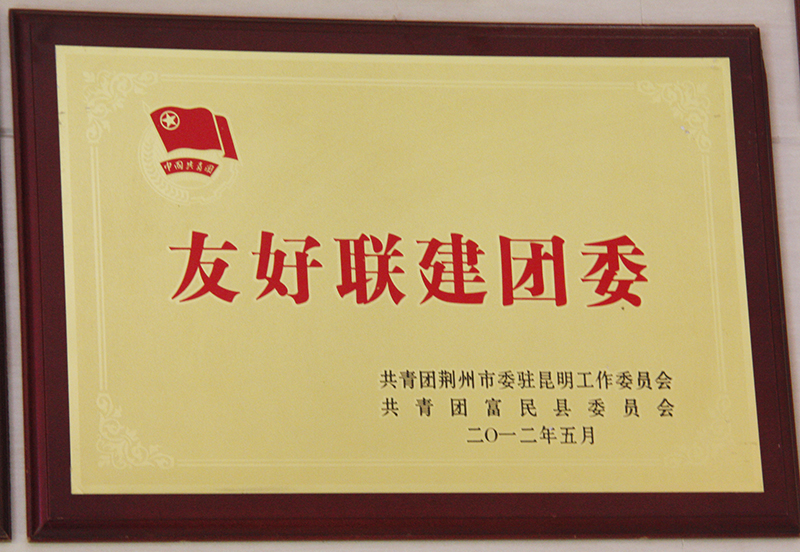 中国共青团
友好联建团委
共青团荆州市委驻昆明工作委员会
共青团富民县委员会
二〇一二年五月